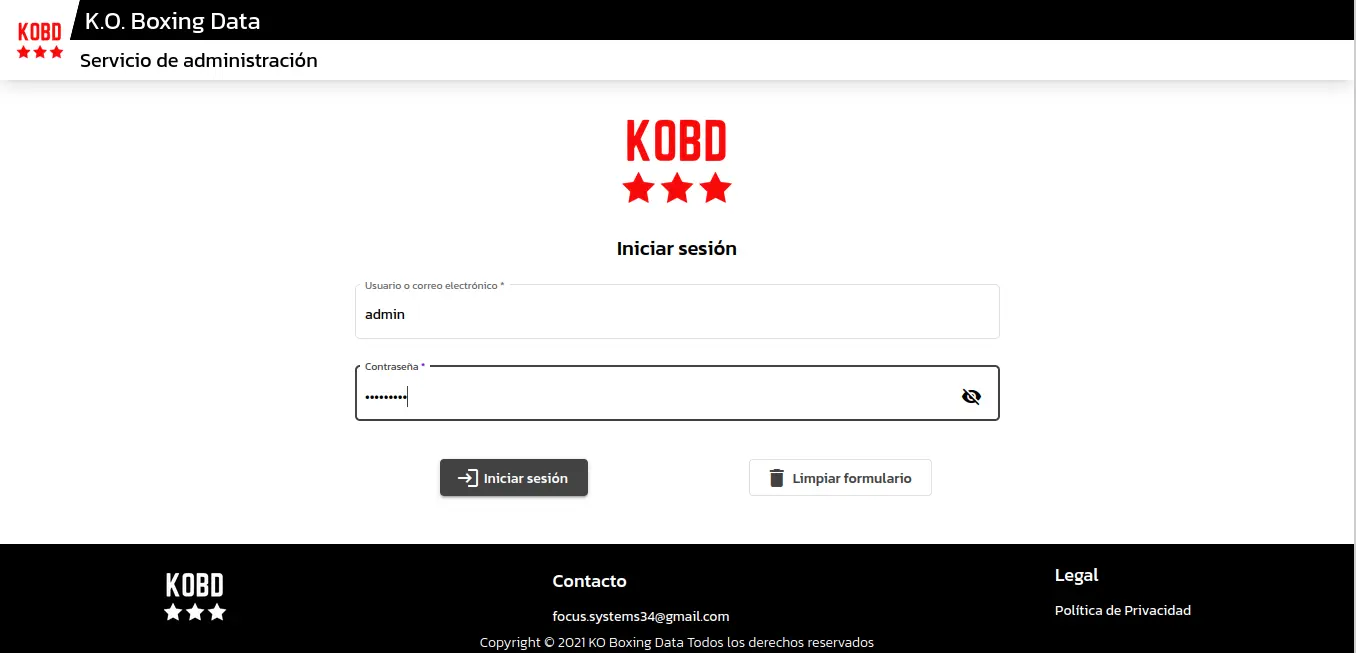 KOBD
K.O. Boxing Data
Servicio de administración
KOBD
Iniciar sesión
Usuario o correo electrónico *
admin
Contraseña *
•••••••••
Iniciar sesión
Limpiar formulario
KOBD
Contacto
focus.systems34@gmail.com
Legal
Política de Privacidad
Copyright © 2021 KO Boxing Data Todos los derechos reservados